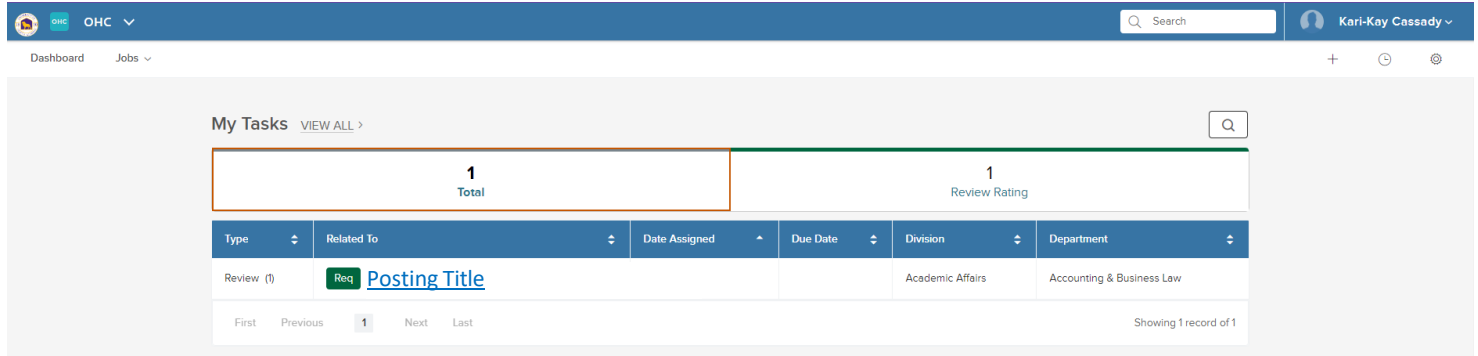 OHC OHC Search Kari-Kay Cassady
Dashboard Jobs
My Tasks VIEW ALL >
1 1
Total Review Rating
Type Related To Date Assigned Due Date Division Department
Review (1) Req Posting Title Academic Affairs Accounting & Business Law
First Previous 1 Next Last Showing 1 record of 1